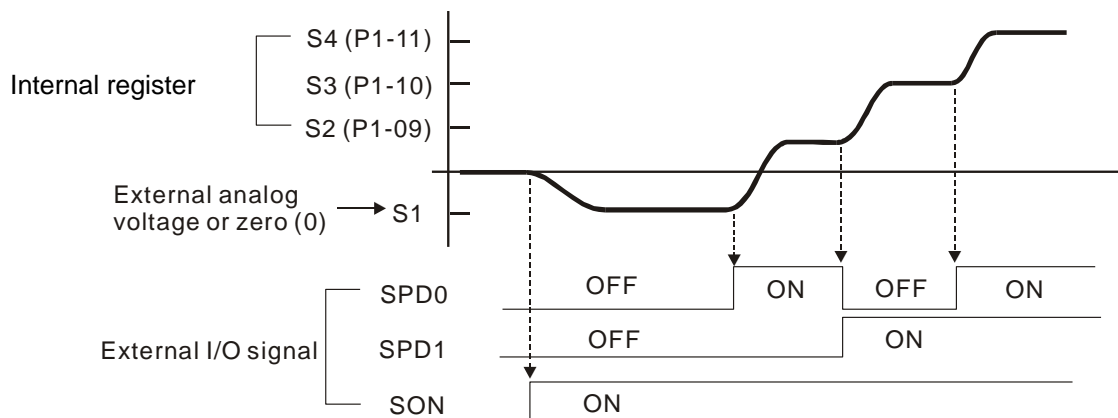 S4 (P1-11)
Internal register
S3 (P1-10)
S2 (P1-09)
External analog
voltage or zero (0)
S1
SPD0
OFF
ON
OFF
ON
External I/O signal
SPD1
OFF
ON
SON
ON